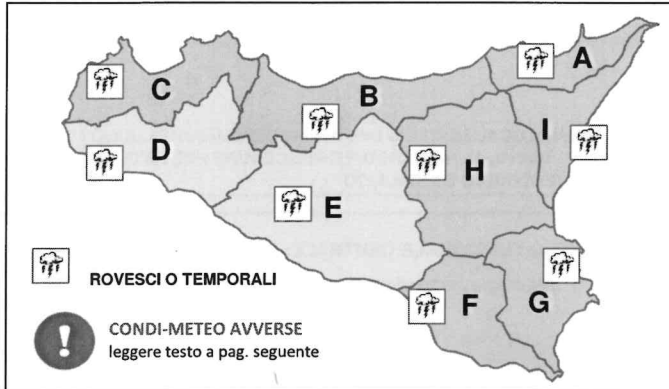 A
C
B
I
D
H
E
F
G
ROVESCI O TEMPORALI
CONDI-METEO AVVERSE
leggere testo a pag. seguente